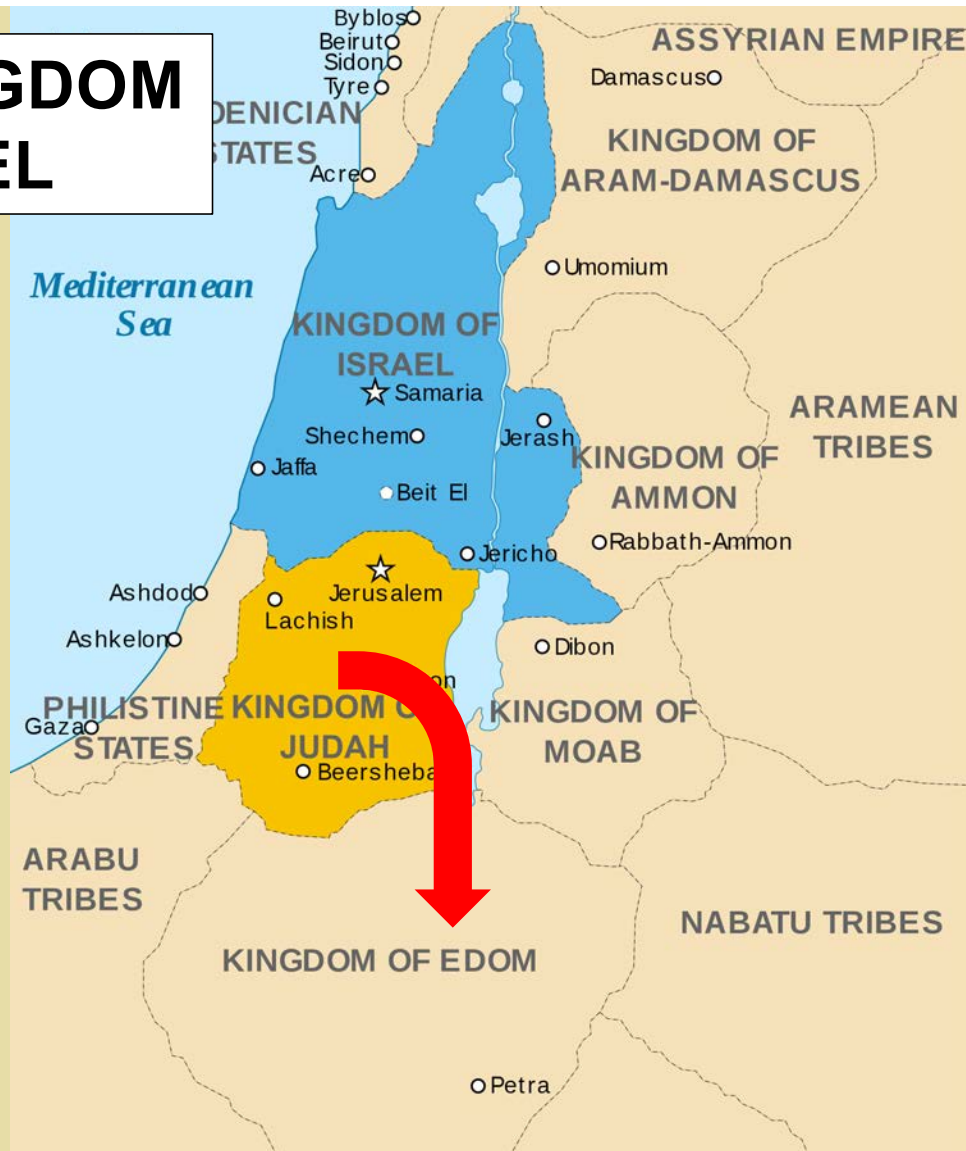 Byblos
Beirut
Sidon
Tyre
ASSYRIAN EMPIRE
Damascus
GDOM
EL
OENICIAN
STATES
Acre
KINGDOM OF
ARAM-DAMASCUS
Umomium
Mediterranean
Sea
KINGDOM OF
ISRAEL
Samaria
Shechem
Jerash
ARAMEAN
TRIBES
Jaffa
KINGDOM OF
AMMON
Beit El
Jericho
Rabbath-Ammon
Ashdod
Jerusalem
Lachish
Ashkelon
Dibon
on
PHILISTINE
STATES
Gaza
KINGDOM O
JUDAH
KINGDOM OF
MOAB
Beersheba
ARABU
TRIBES
NABATU TRIBES
KINGDOM OF EDOM
Petra